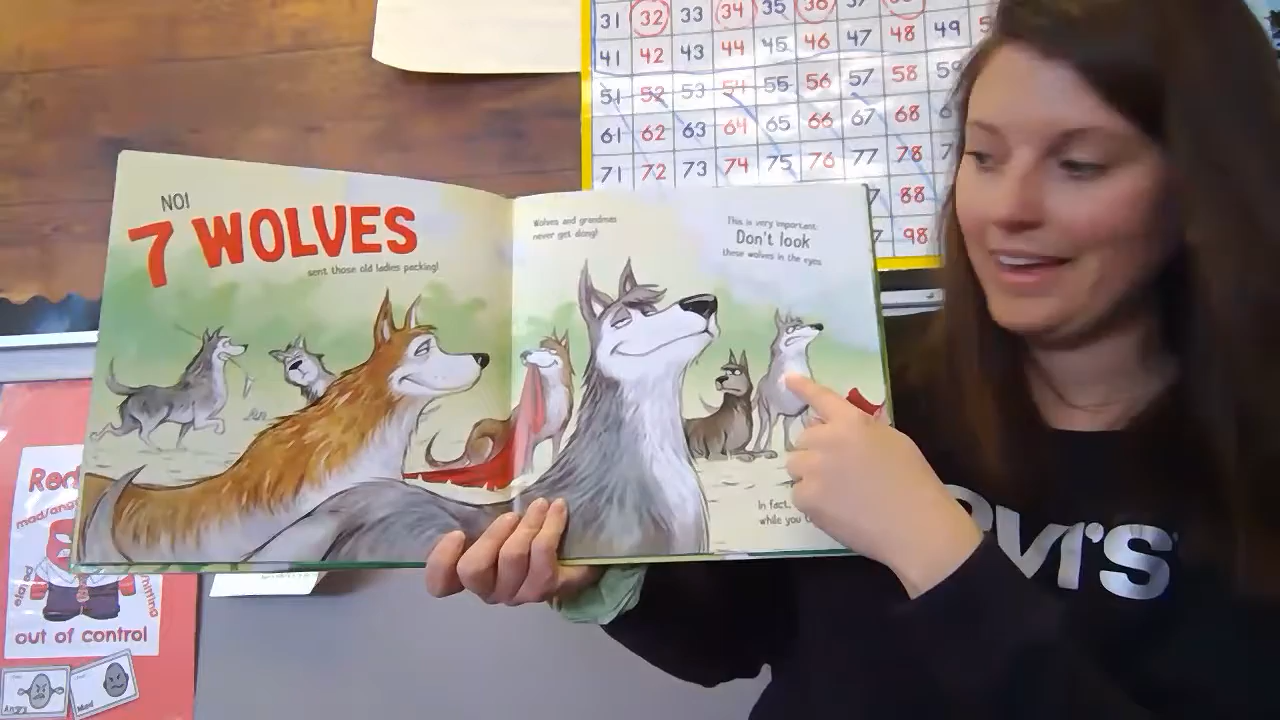 31 32 33 34 35 36 37
41 42 43 44 45 46 47 48 49
51 52 53 54 55 56 57 58 59
61 62 63 64 65 66 67 68
71 72 73 74 75 76 77 78
88
98
NO!
7 WOLVES
sent those old ladies packing!
Wolves and grandmas
never get along!
This is very important:
Don't look
these wolves in the eyes
In fact,
while you
Red
mad/angry
out of control
Angry
Mad
Levi's